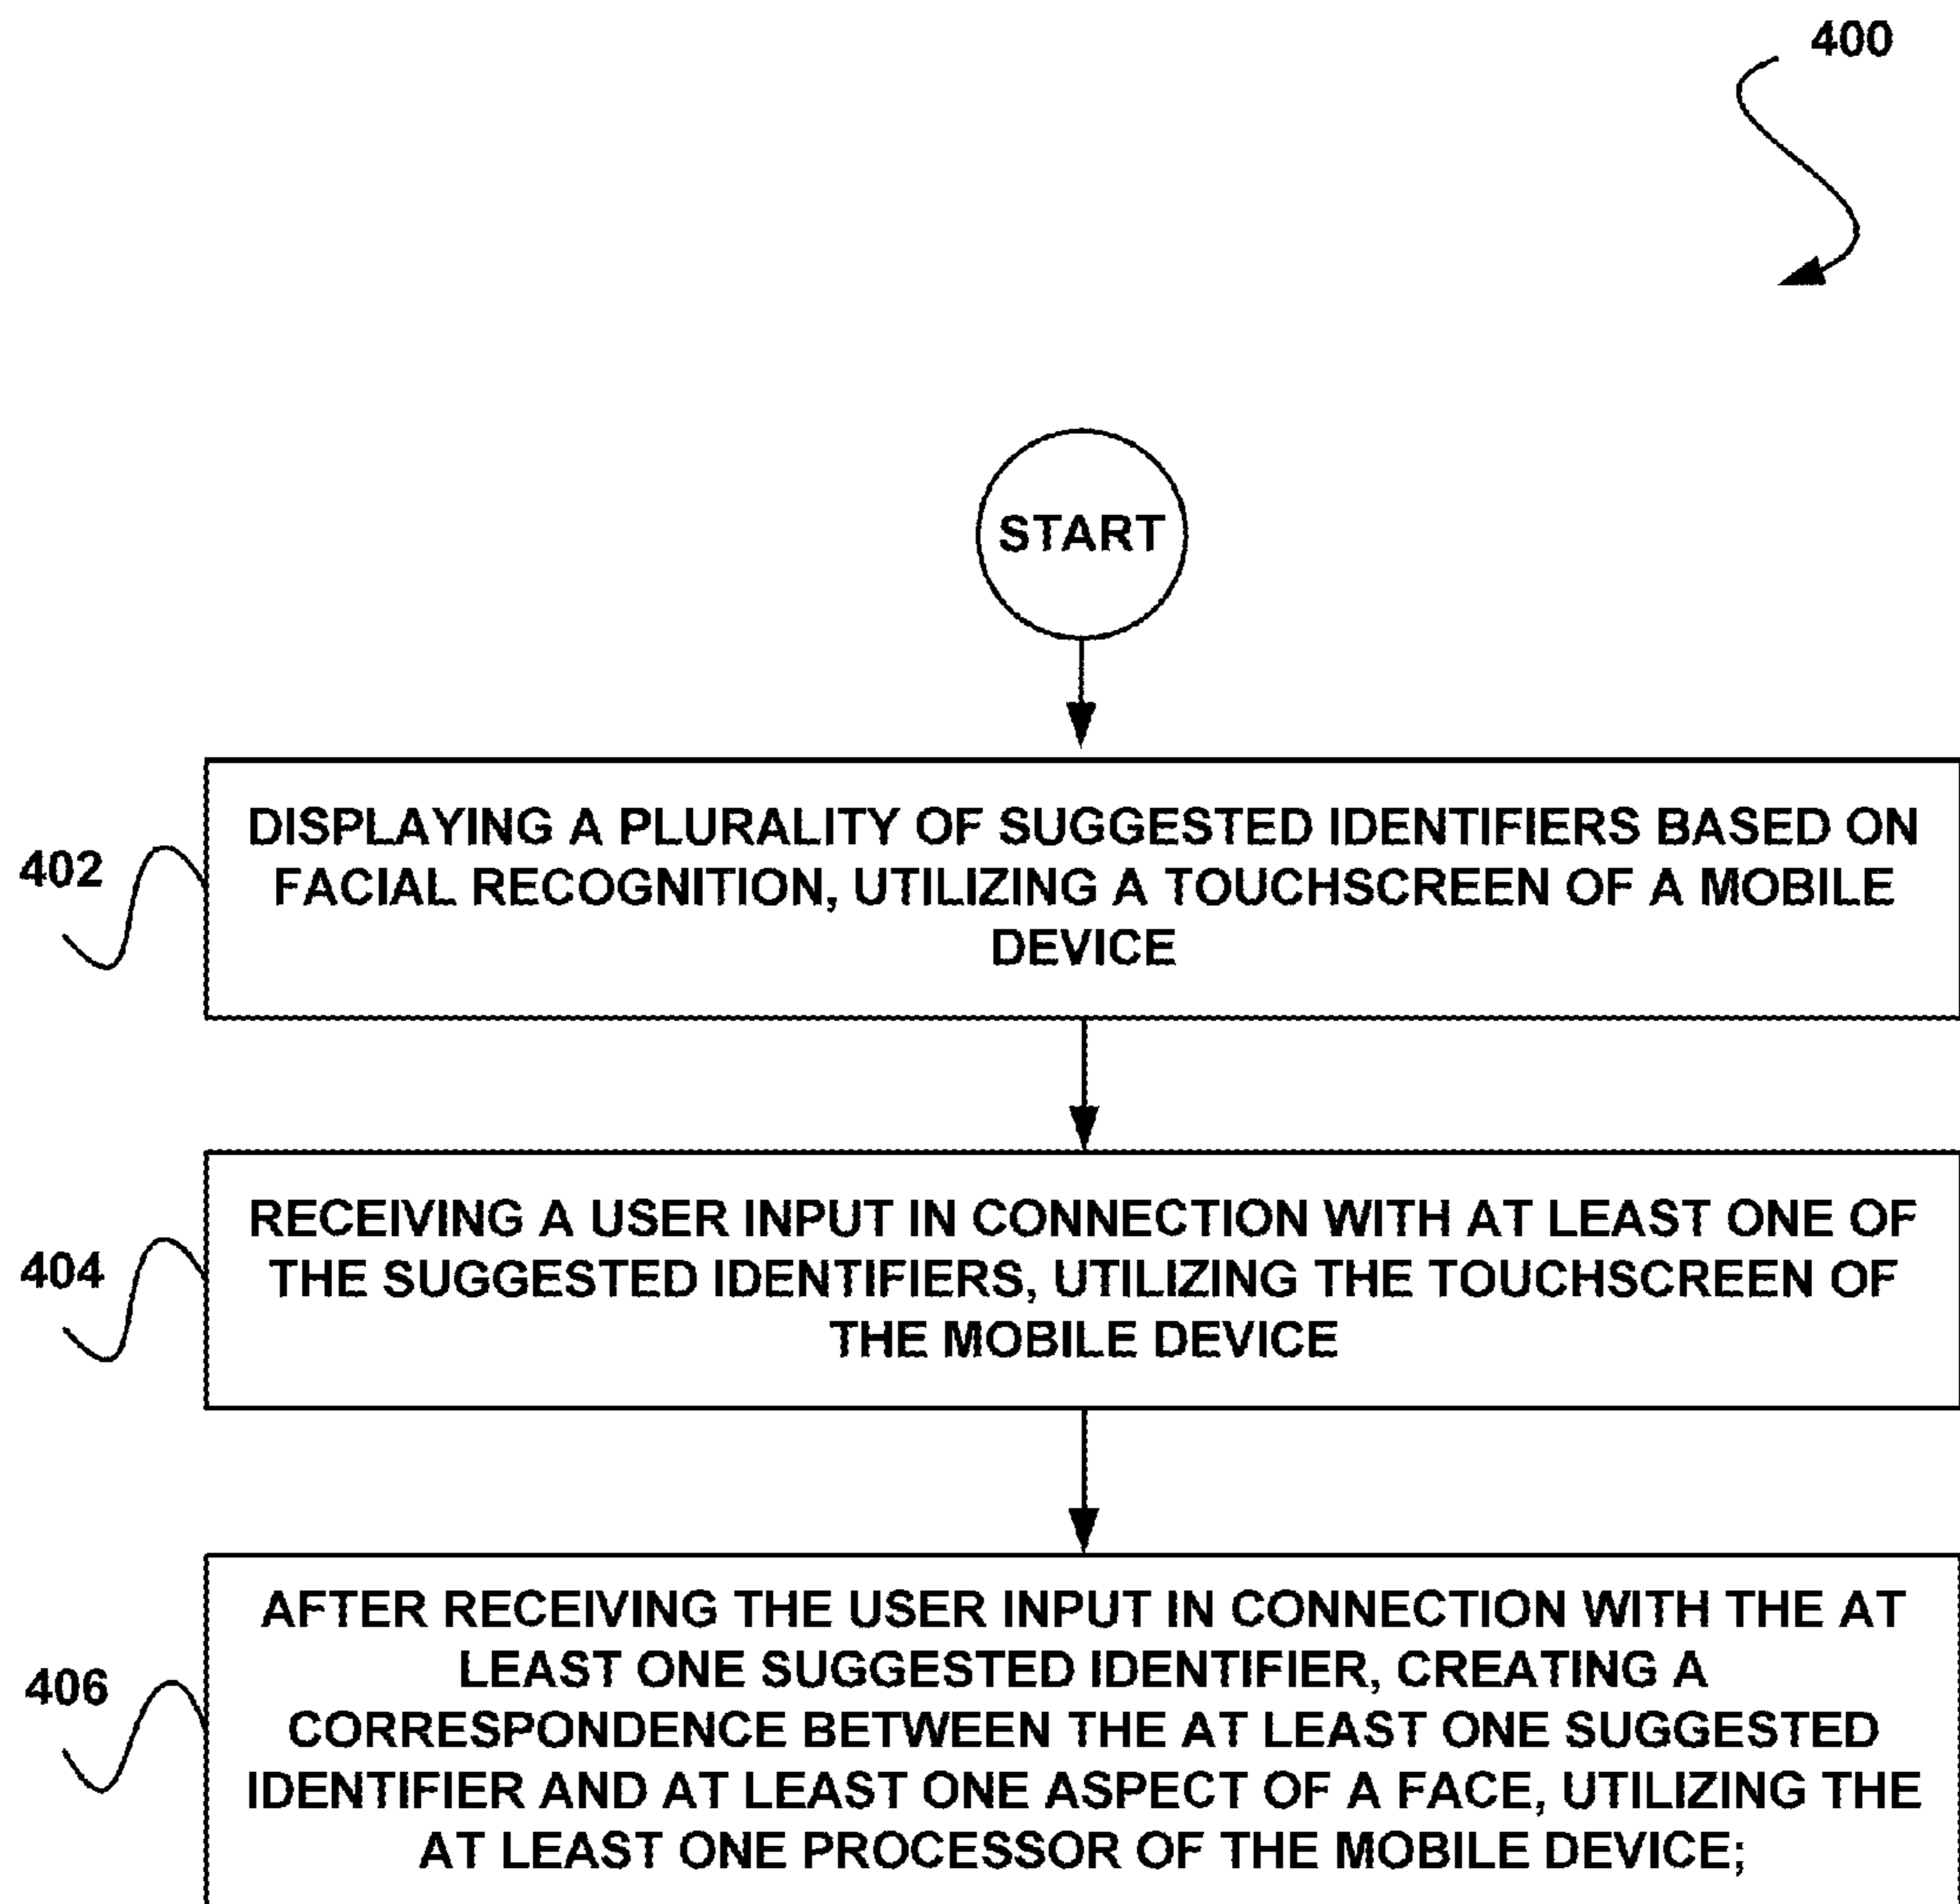 400
START
402
DISPLAYING A PLURALITY OF SUGGESTED IDENTIFIERS BASED ON
FACIAL RECOGNITION, UTILIZING A TOUCHSCREEN OF A MOBILE
DEVICE
404
RECEIVING A USER INPUT IN CONNECTION WITH AT LEAST ONE OF
THE SUGGESTED IDENTIFIERS, UTILIZING THE TOUCHSCREEN OF
THE MOBILE DEVICE
406
AFTER RECEIVING THE USER INPUT IN CONNECTION WITH THE AT
LEAST ONE SUGGESTED IDENTIFIER, CREATING A
CORRESPONDENCE BETWEEN THE AT LEAST ONE SUGGESTED
IDENTIFIER AND AT LEAST ONE ASPECT OF A FACE, UTILIZING THE
AT LEAST ONE PROCESSOR OF THE MOBILE DEVICE;